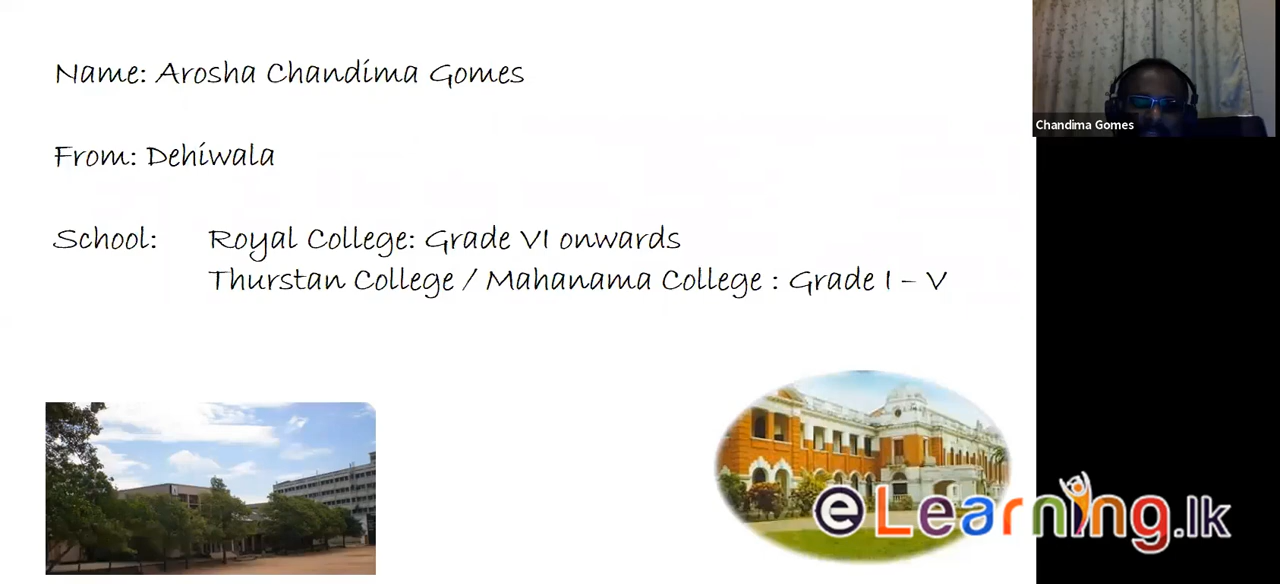 Name: Arosha Chandima Gomes
From: Dehiwala
School: Royal College: Grade VI onwards
Thurstan College / Mahanama College : Grade I – V
Chandima Gomes
eLearning.lk